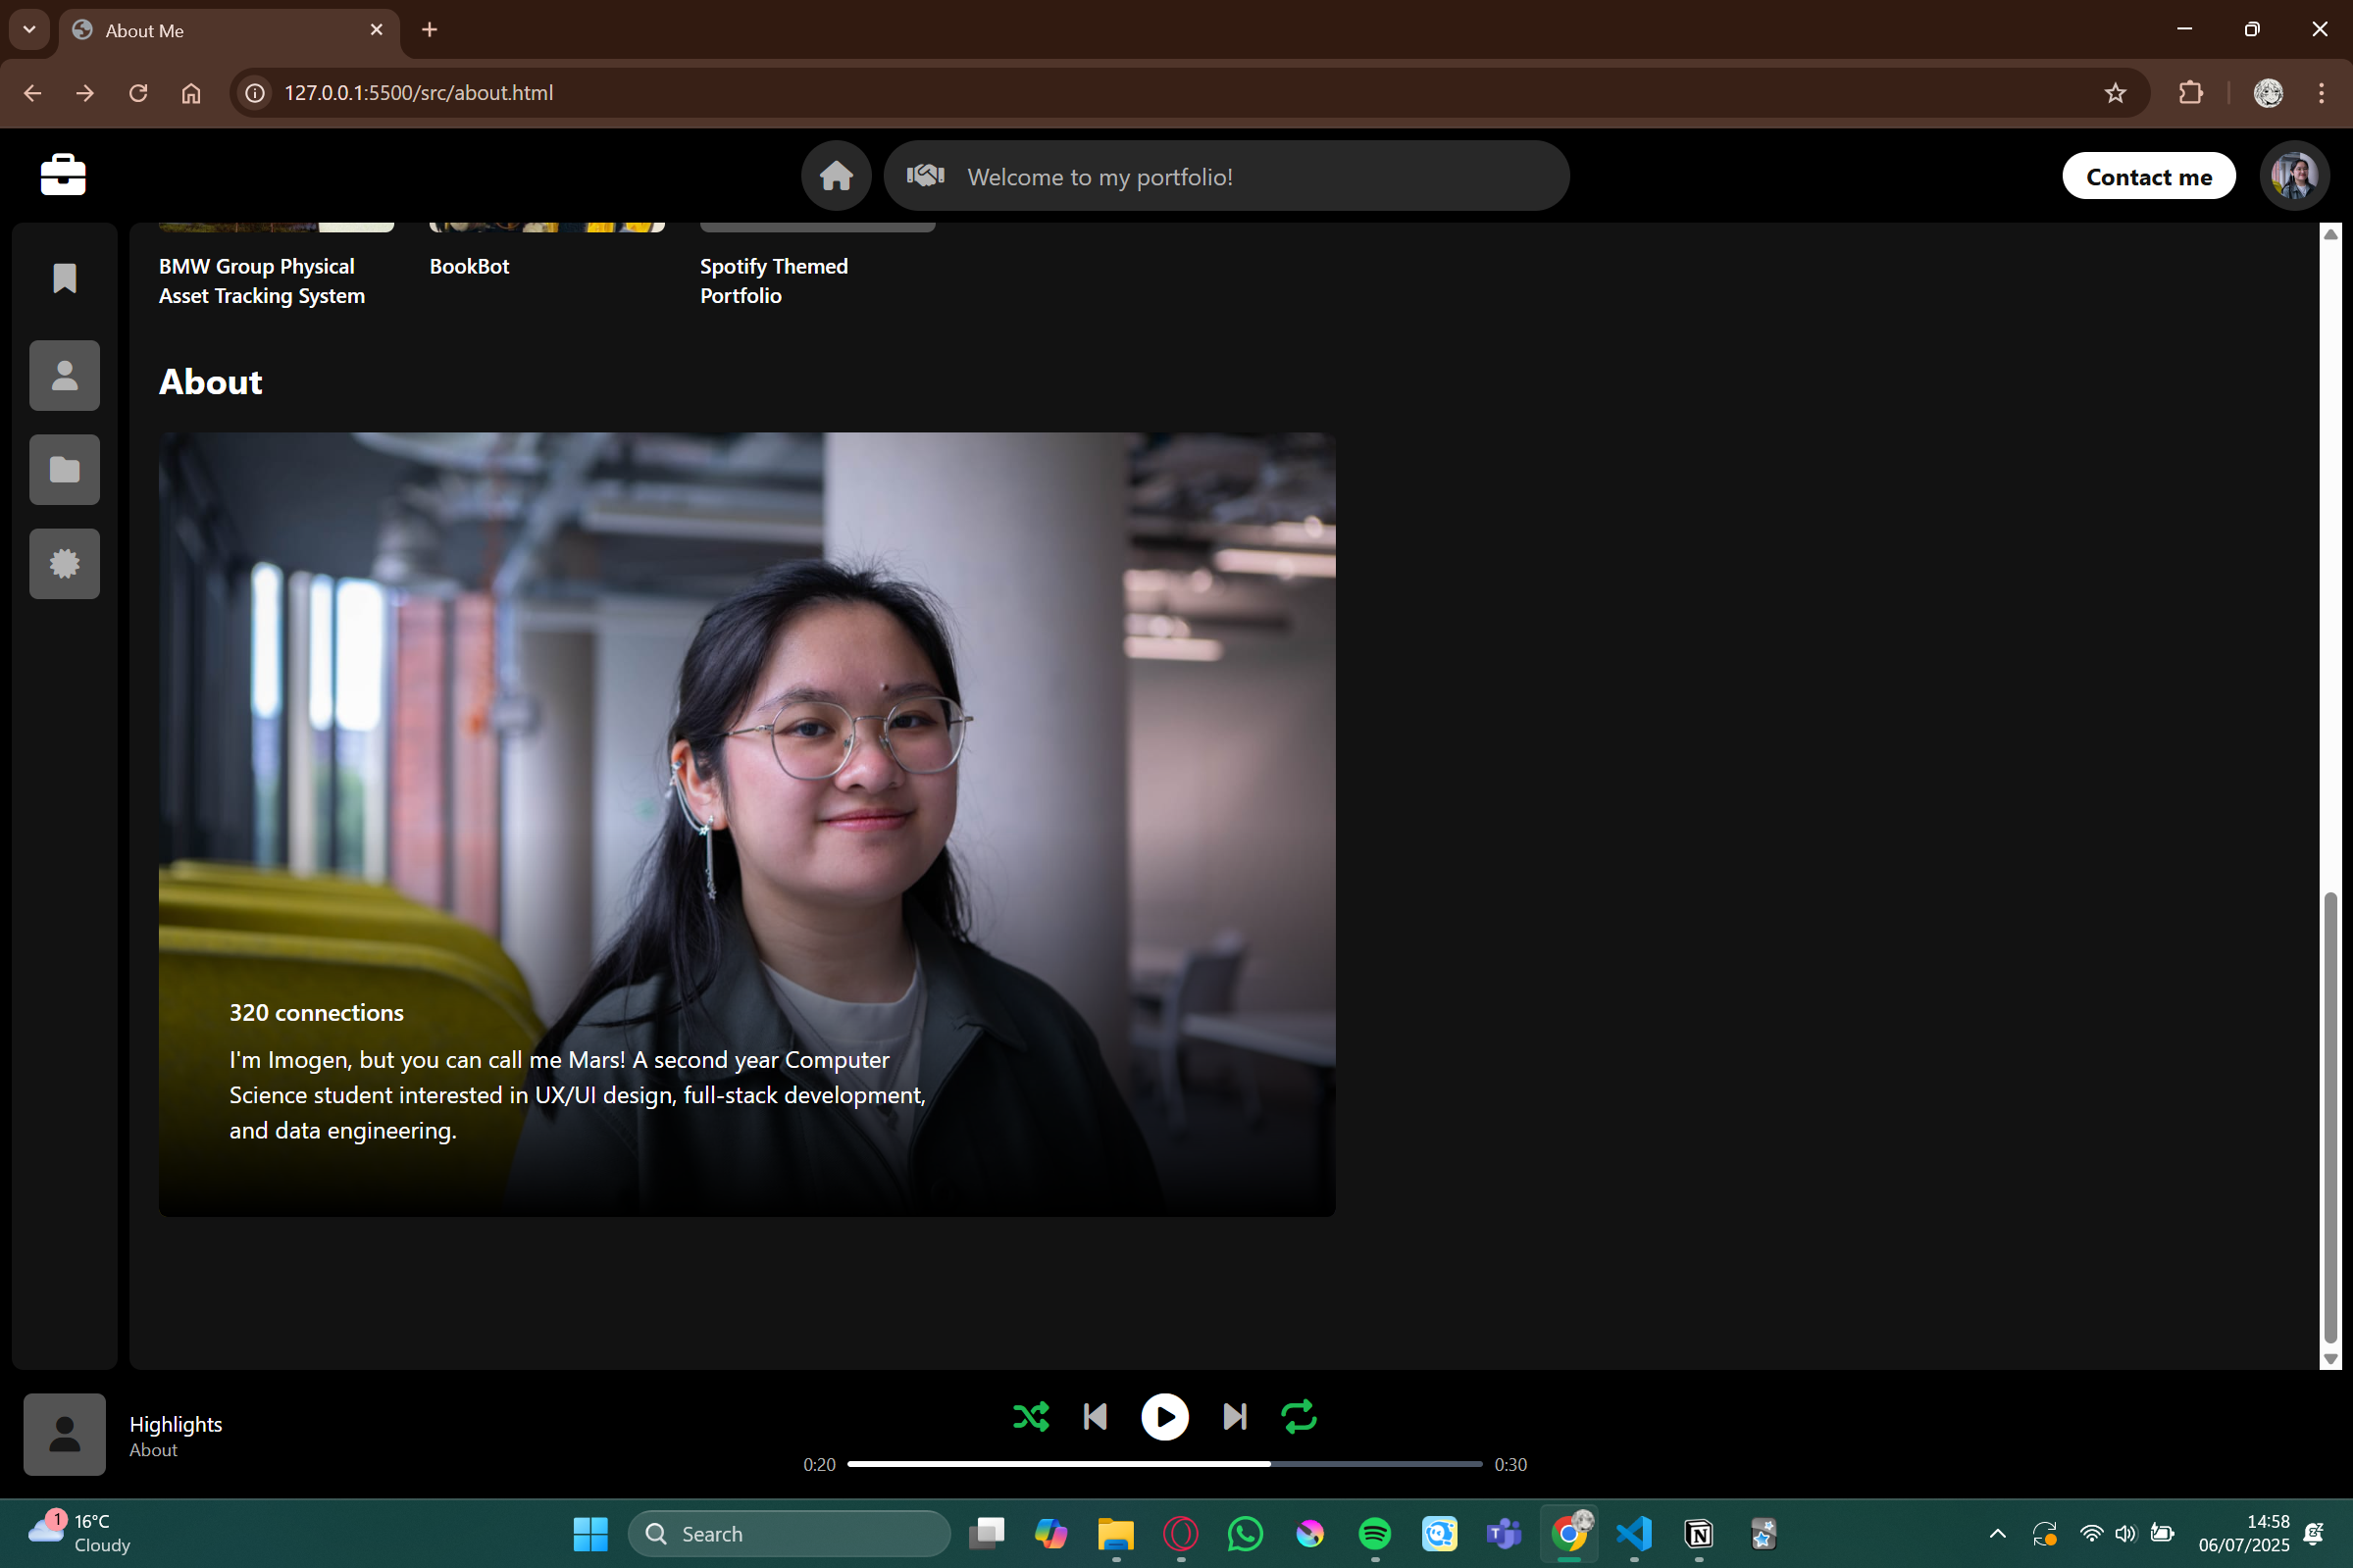 About Me
127.0.0.1:5500/src/about.html
Welcome to my portfolio!
Contact me
BMW Group Physical
Asset Tracking System
BookBot
Spotify Themed
Portfolio
About
320 connections
I'm Imogen, but you can call me Mars! A second year Computer
Science student interested in UX/UI design, full-stack development,
and data engineering.
Highlights
About
0:20
0:30
1
16°C
Cloudy
Search
14:58
06/07/2025